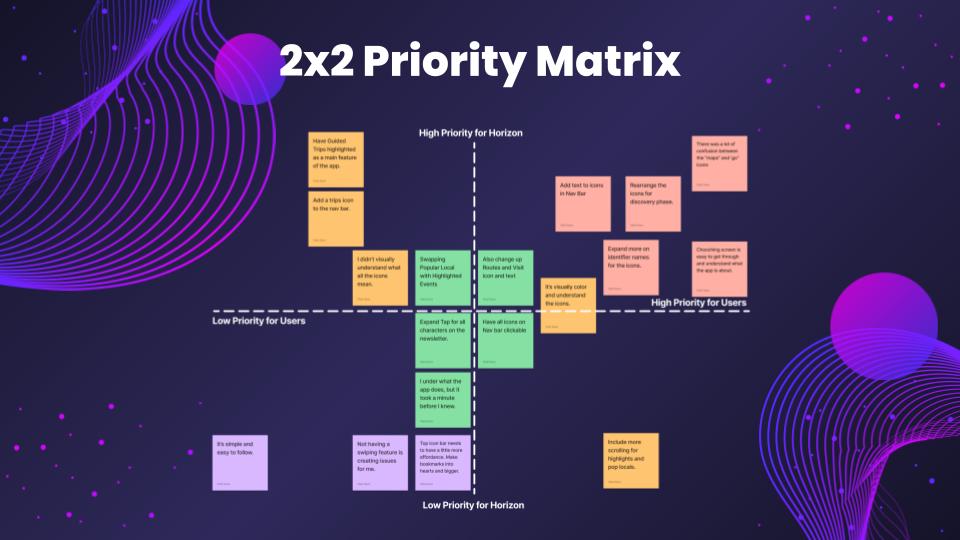 2x2 Priority Matrix
High Priority for Horizon
Have Guided
Trips highlighted
as a main feature
of the app.
There was a lot of
confusion between
the "maps" and "go"
icons
Add a trips icon
to the nav bar.
Add text to icons
in Nav Bar
Rearrange the
icons for
discovery phase.
I didn't visually
understand what
all the icons
mean.
Swapping
Popular Local
with Highlighted
Events
Also change up
Routes and Visit
icon and text
It's visually color
and understand
the icons.
Expand more on
identifier names
for the icons.
Choosing screen is
easy to get through
and understand what
the app is about.
High Priority for Users
Low Priority for Users
Expand Tap for all
characters on the
newsletter.
Have all icons on
Nav bar clickable
I under what the
app does, but it
took a minute
before I knew.
It's simple and
easy to follow.
Not having a
swiping feature is
creating issues
for me.
Top icon bar needs
to have a little more
affordance. Make
bookmarks into
hearts and bigger.
Include more
scrolling for
highlights and
pop locals.
Low Priority for Horizon